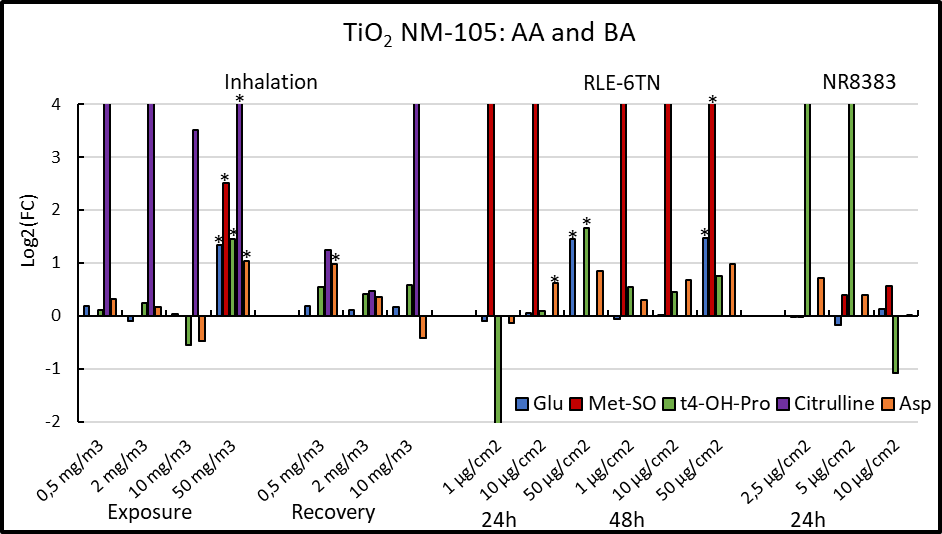 TiO₂ NM-105: AA and BA
Inhalation RLE-6TN NR8383
Log2(FC)
4
3
2
1
0
-1
-2
* * * * *
*
*
* *
*
*
Glu Met-SO t4-OH-Pro Citrulline Asp
0,5 mg/m3 2 mg/m3 10 mg/m3 50 mg/m3 0,5 mg/m3 2 mg/m3 10 mg/m3 1 µg/cm2 10 µg/cm2 50 µg/cm2 1 µg/cm2 10 µg/cm2 50 µg/cm2 2,5 µg/cm2 5 µg/cm2 10 µg/cm2
Exposure Recovery 24h 48h 24h